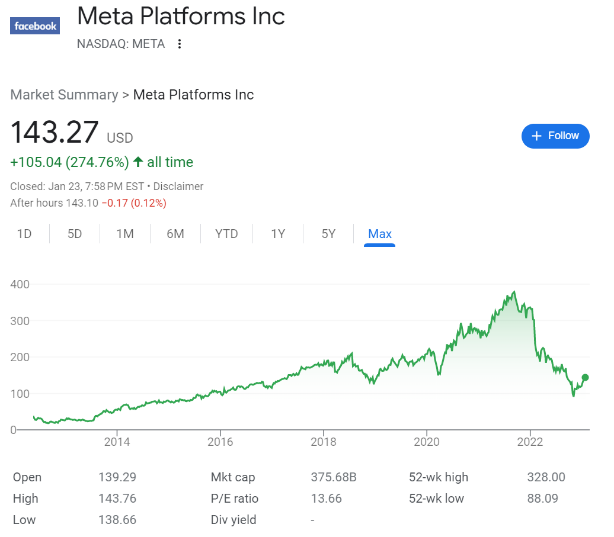 facebook
Meta Platforms Inc
NASDAQ: META
Market Summary > Meta Platforms Inc
143.27 USD
+ Follow
+105.04 (274.76%) ↑ all time
Closed: Jan 23, 7:58 PM EST • Disclaimer
After hours 143.10 −0.17 (0.12%)
1D 5D 1M 6M YTD 1Y 5Y Max
400
300
200
100
0
2014 2016 2018 2020 2022
Open 139.29 Mkt cap 375.68B 52-wk high 328.00
High 143.76 P/E ratio 13.66 52-wk low 88.09
Low 138.66 Div yield -